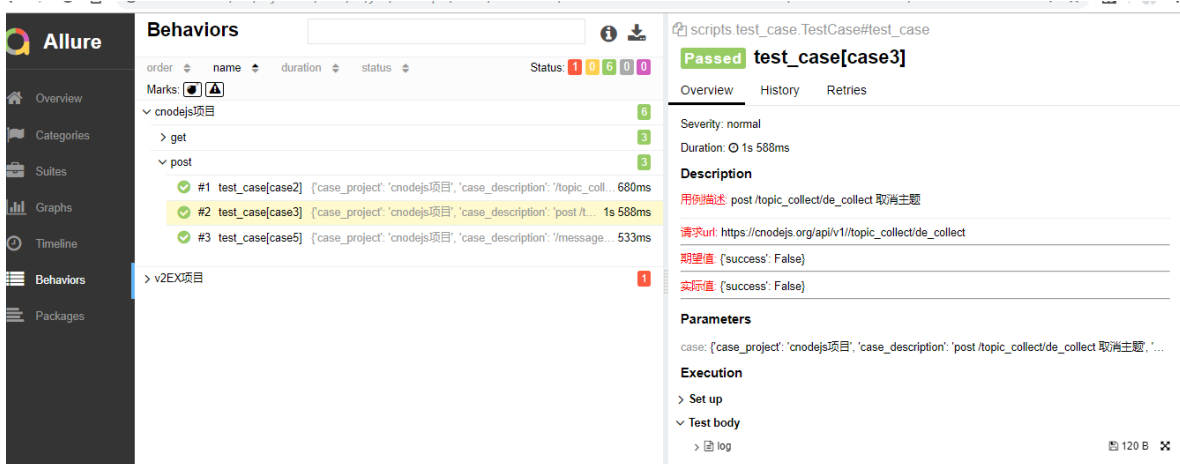 Allure
Overview
Categories
Suites
Graphs
Timeline
Behaviors
Packages
Behaviors
order name duration status Status: 1 0 6 0 0
Marks:
cnodejs项目 6
get 3
post 3
#1 test_case[case2] {'case_project': 'cnodejs项目', 'case_description': '/topic_coll... 680ms
#2 test_case[case3] {'case_project': 'cnodejs项目', 'case_description': 'post /t... 1s 588ms
#3 test_case[case5] {'case_project': 'cnodejs项目', 'case_description': '/message... 533ms
v2EX项目 1
scripts.test_case.TestCase#test_case
Passed test_case[case3]
Overview History Retries
Severity: normal
Duration: 1s 588ms
Description
用例描述: post /topic_collect/de_collect 取消主题
请求url: https://cnodejs.org/api/v1//topic_collect/de_collect
期望值: {'success': False}
实际值: {'success': False}
Parameters
case: {'case_project': 'cnodejs项目', 'case_description': 'post /topic_collect/de_collect 取消主题', '...
Execution
Set up
Test body
log 120 B